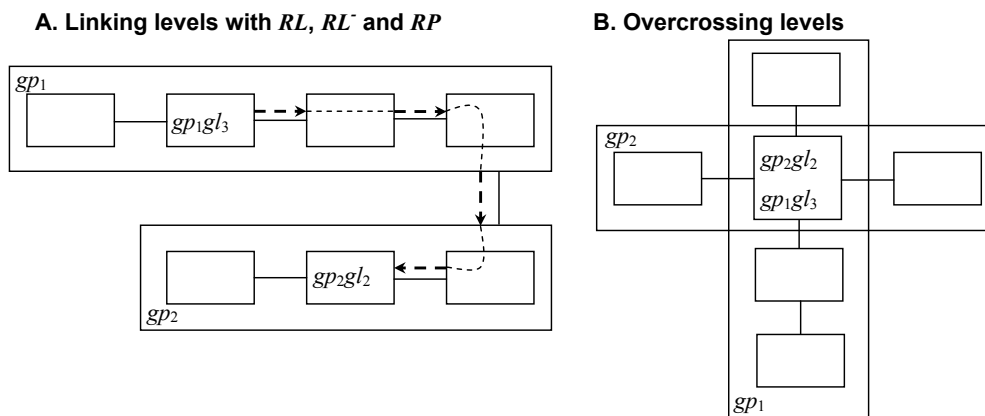 A. Linking levels with RL, RL⁻ and RP
gp₁
gp₁gl₃
gp₂gl₂
gp₂
B. Overcrossing levels
gp₂
gp₂gl₂
gp₁gl₃
gp₁